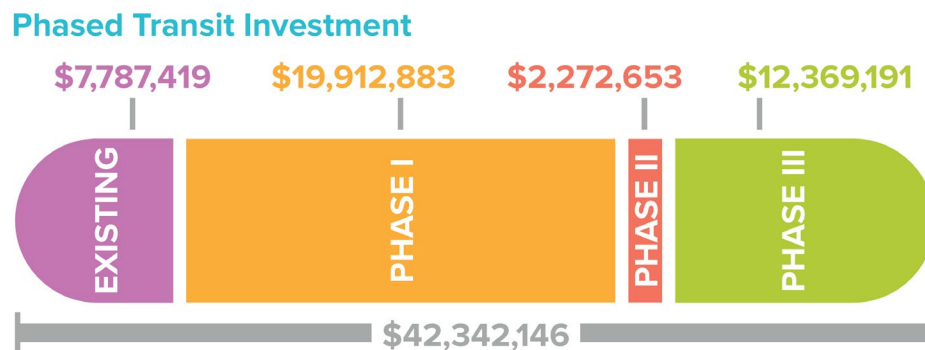 Phased Transit Investment
$7,787,419 $19,912,883 $2,272,653 $12,369,191
EXISTING PHASE I PHASE II PHASE III
$42,342,146